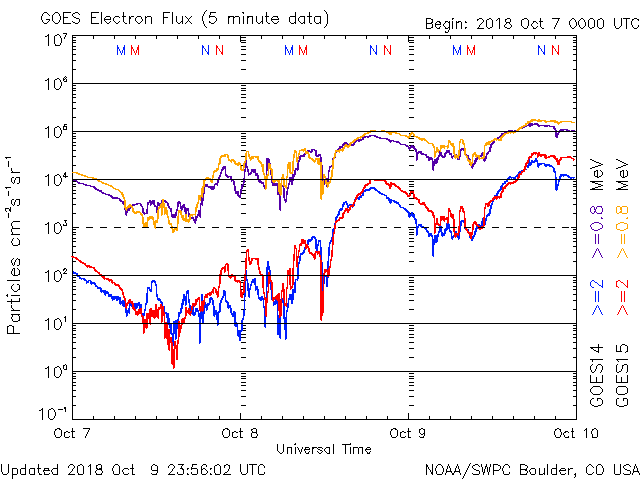 GOES Electron Flux (5 minute data)
Begin: 2018 Oct 7 0000 UTC
10⁷
M M N N M M N N M M N N
10⁶
10⁵
10⁴
10³
10²
10¹
10⁰
10⁻¹
Particles cm⁻²s⁻¹sr⁻¹
Oct 7 Oct 8 Oct 9 Oct 10
Universal Time
GOES14 >=2 >=0.8 MeV
GOES15 >=2 >=0.8 MeV
Updated 2018 Oct 9 23:56:02 UTC
NOAA/SWPC Boulder, CO USA